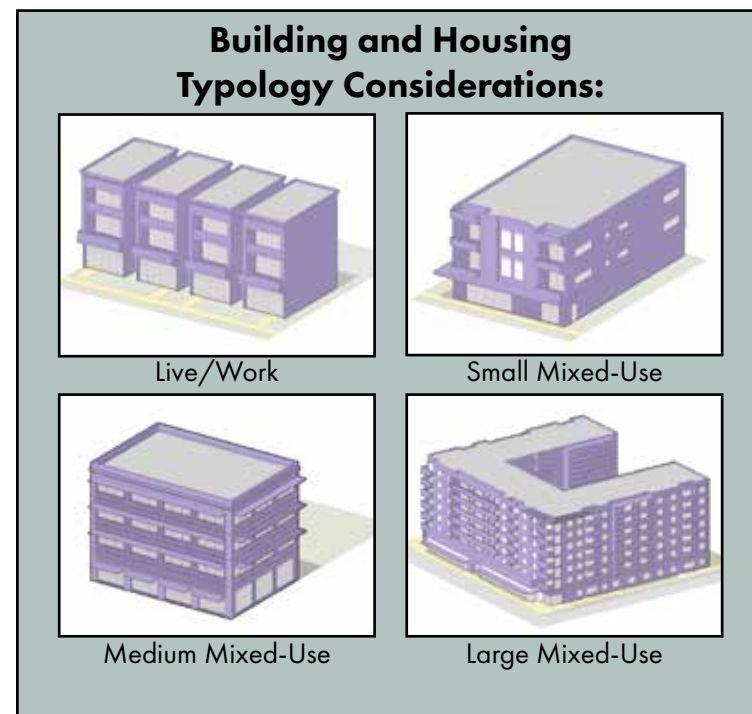 Building and Housing
Typology Considerations:
Live/Work
Small Mixed-Use
Medium Mixed-Use
Large Mixed-Use